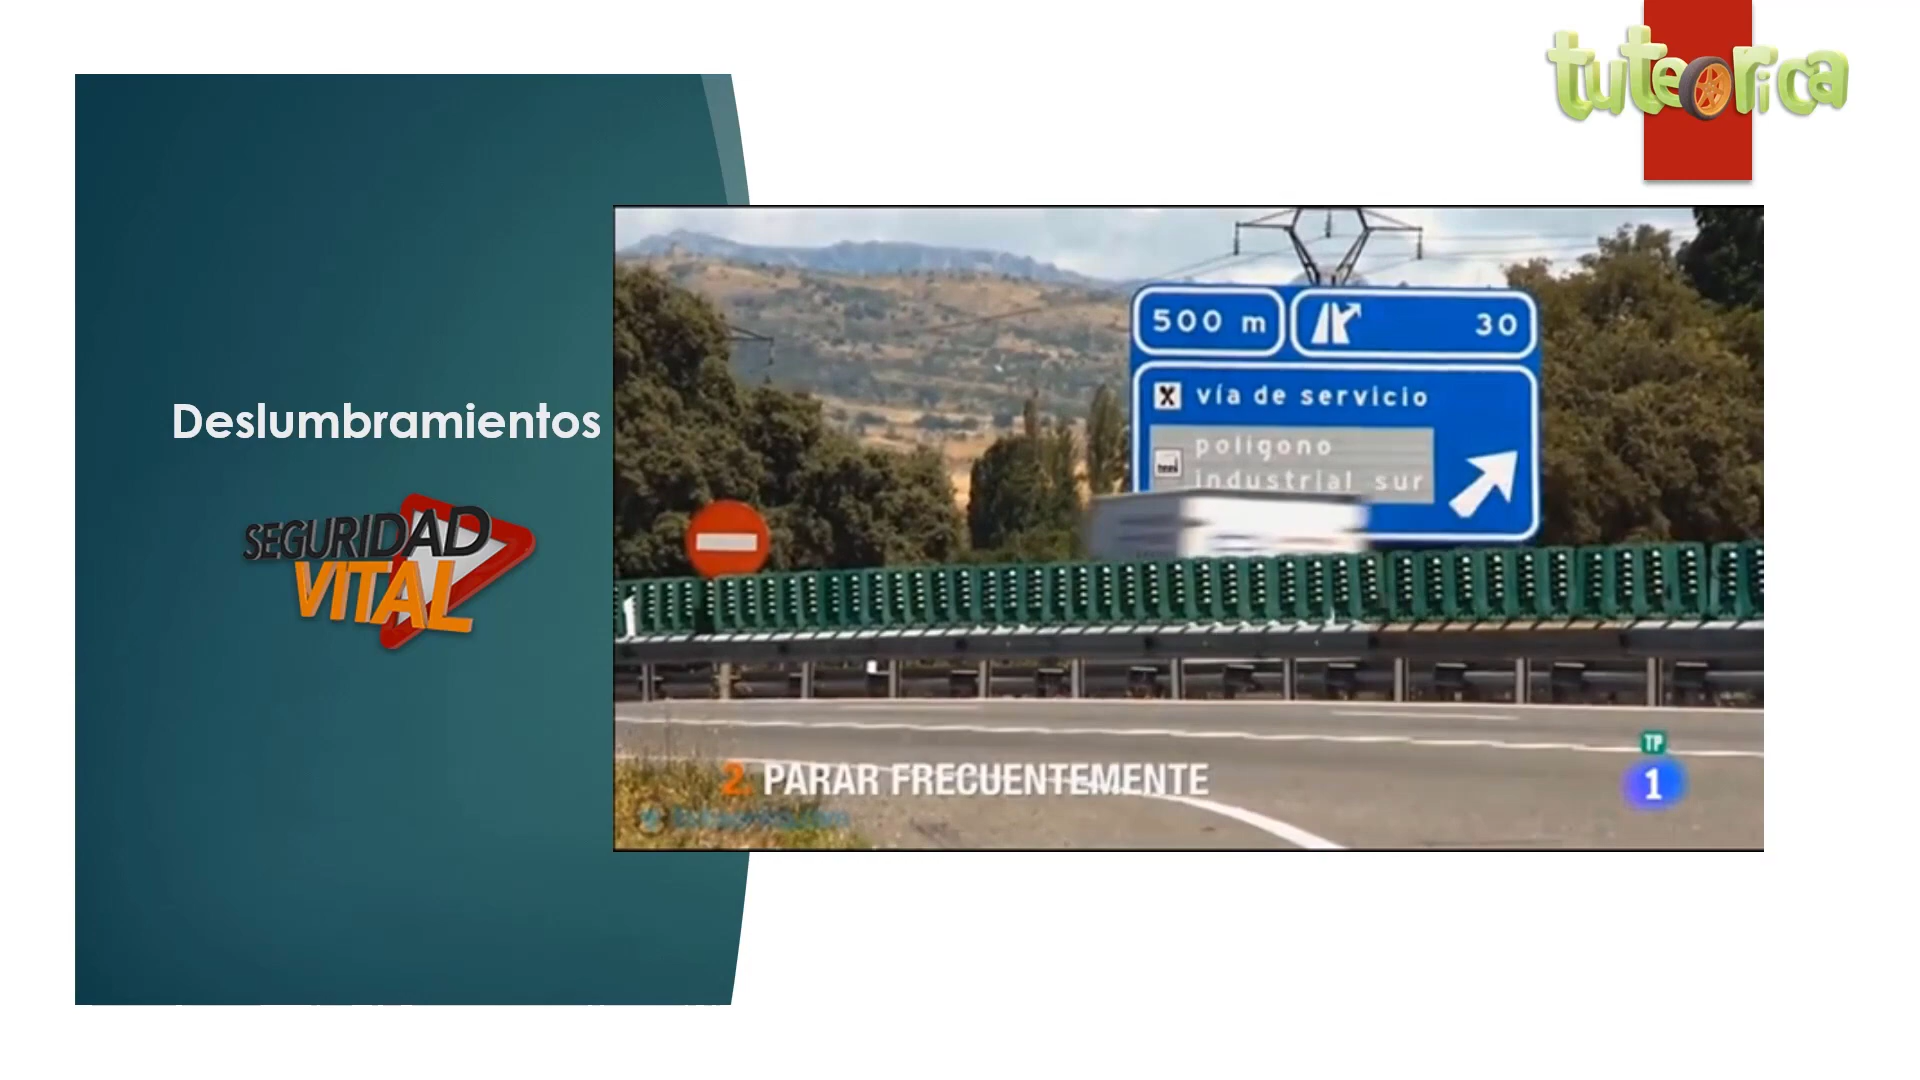 tuteorica
Deslumbramientos
SEGURIDAD
VITAL
500 m
30
vía de servicio
polígono
industrial sur
2. PARAR FRECUENTEMENTE
TP
1